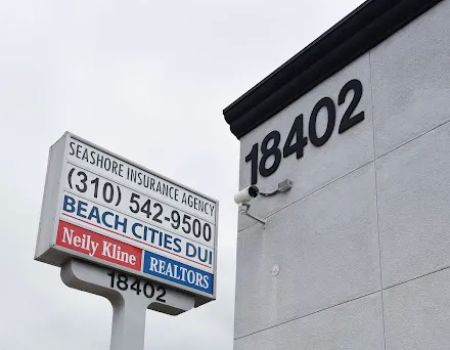 SEASHORE INSURANCE AGENCY
(310) 542-9500
BEACH CITIES DUI
Neily Kline REALTORS
18402
18402